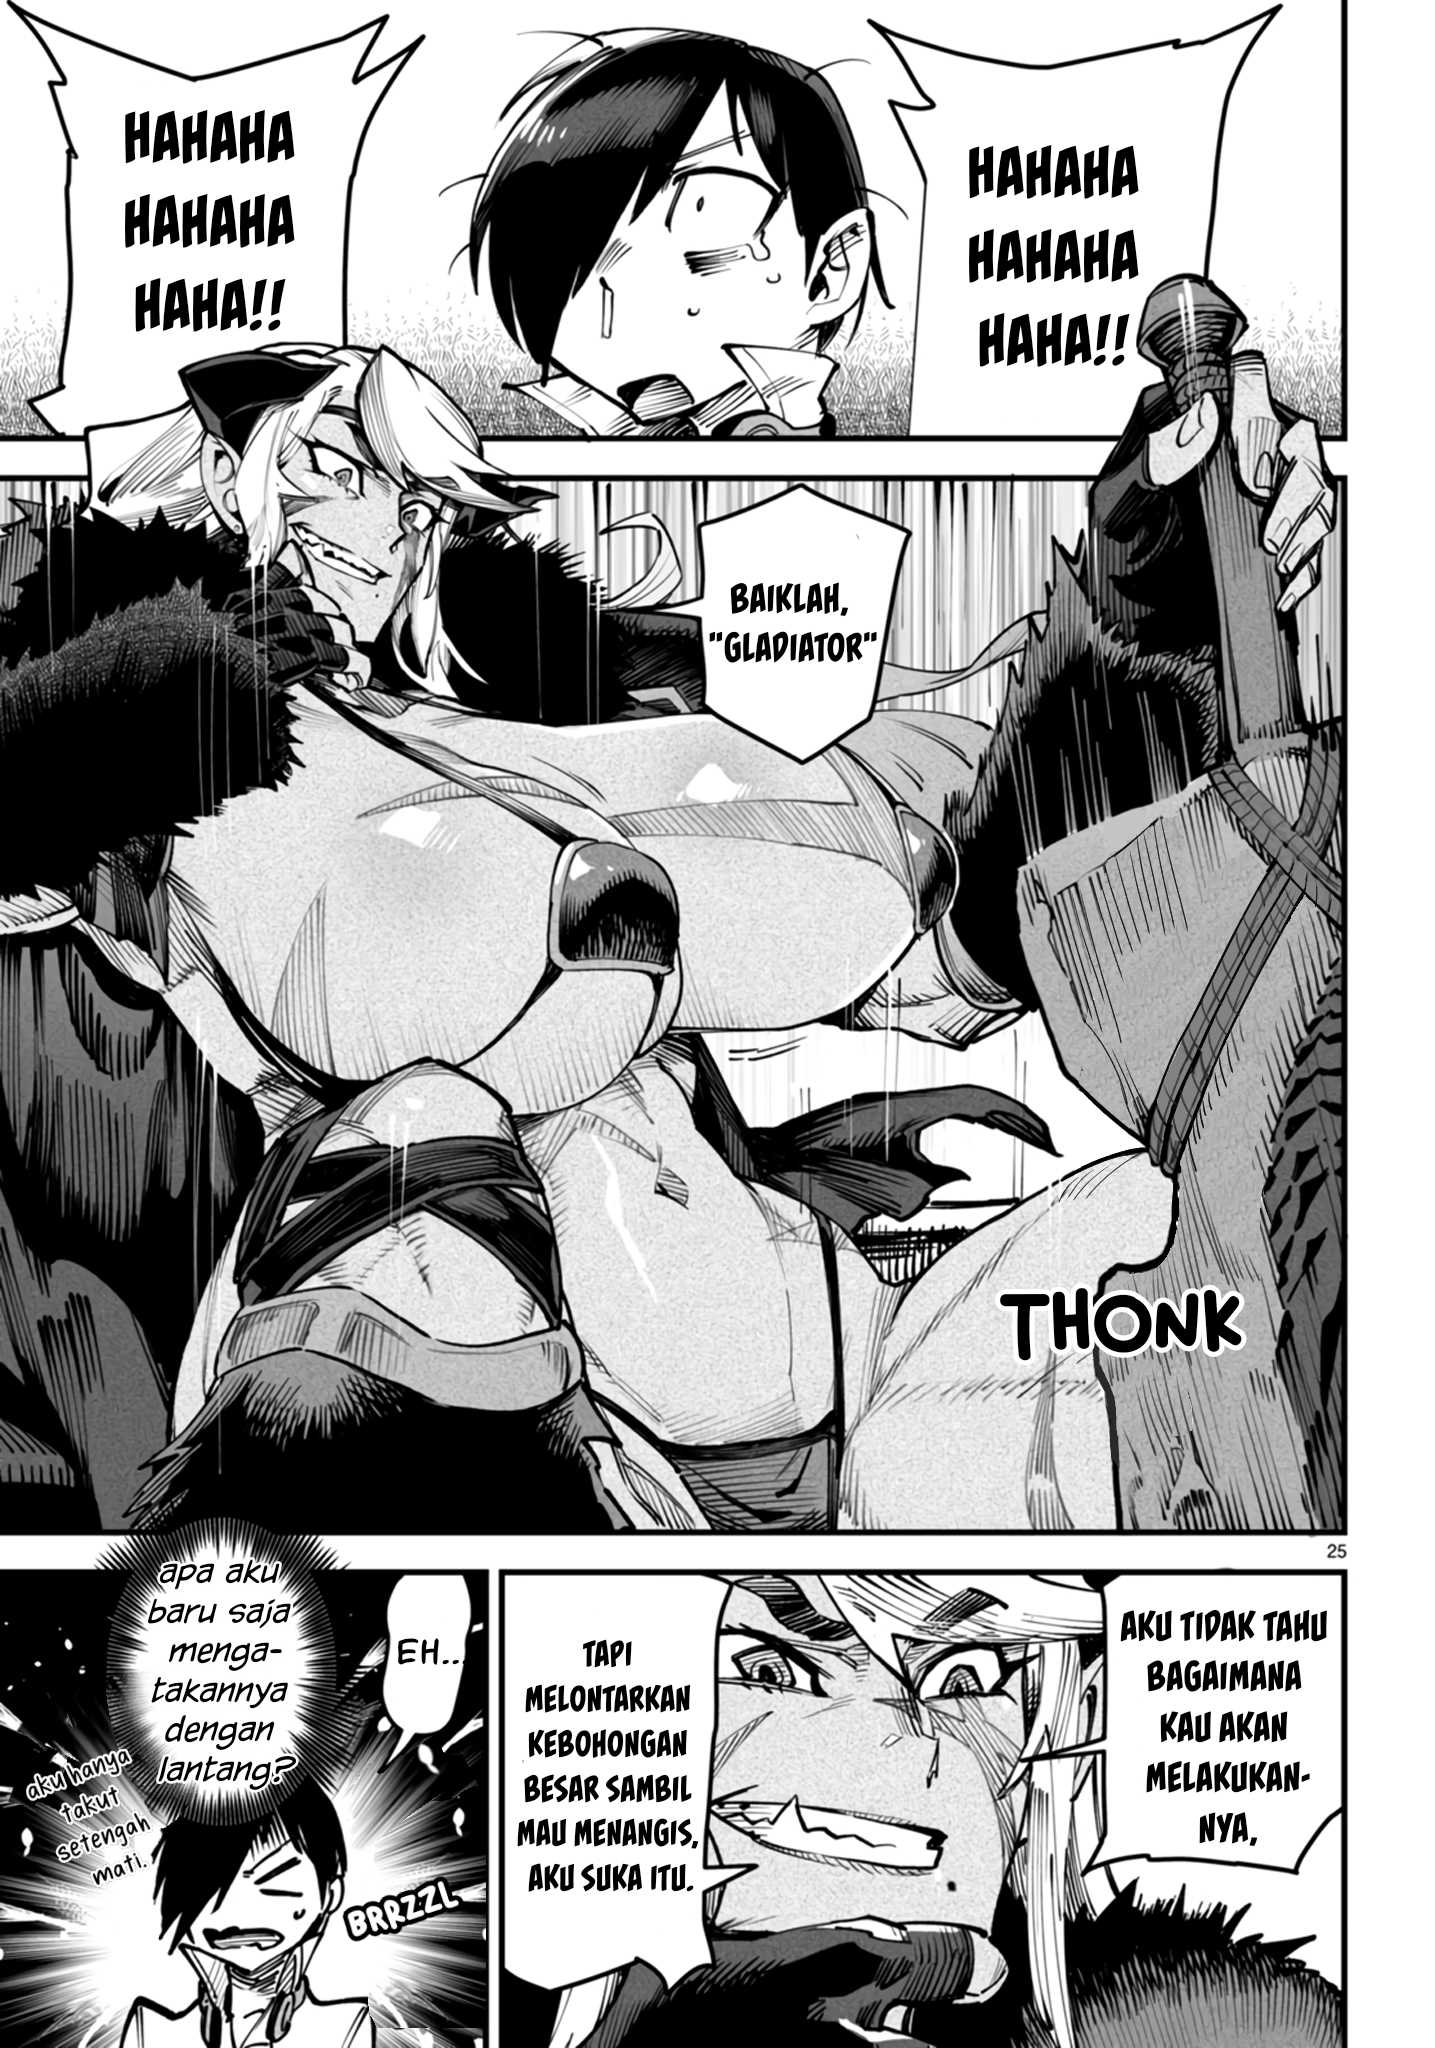 HAHAHA
HAHAHA
HAHA!!
HAHAHA
HAHAHA
HAHA!!
BAIKLAH,
"GLADIATOR"
THONK
25
AKU TIDAK TAHU
BAGAIMANA
KAU AKAN
MELAKUKAN-
NYA,
TAPI
MELONTARKAN
KEBOHONGAN
BESAR SAMBIL
MAU MENANGIS,
AKU SUKA ITU.
EH...
apa aku
baru saja
menga-
takannya
dengan
lantang?
aku hanya
takut
setengah
mati.
BRRZZL